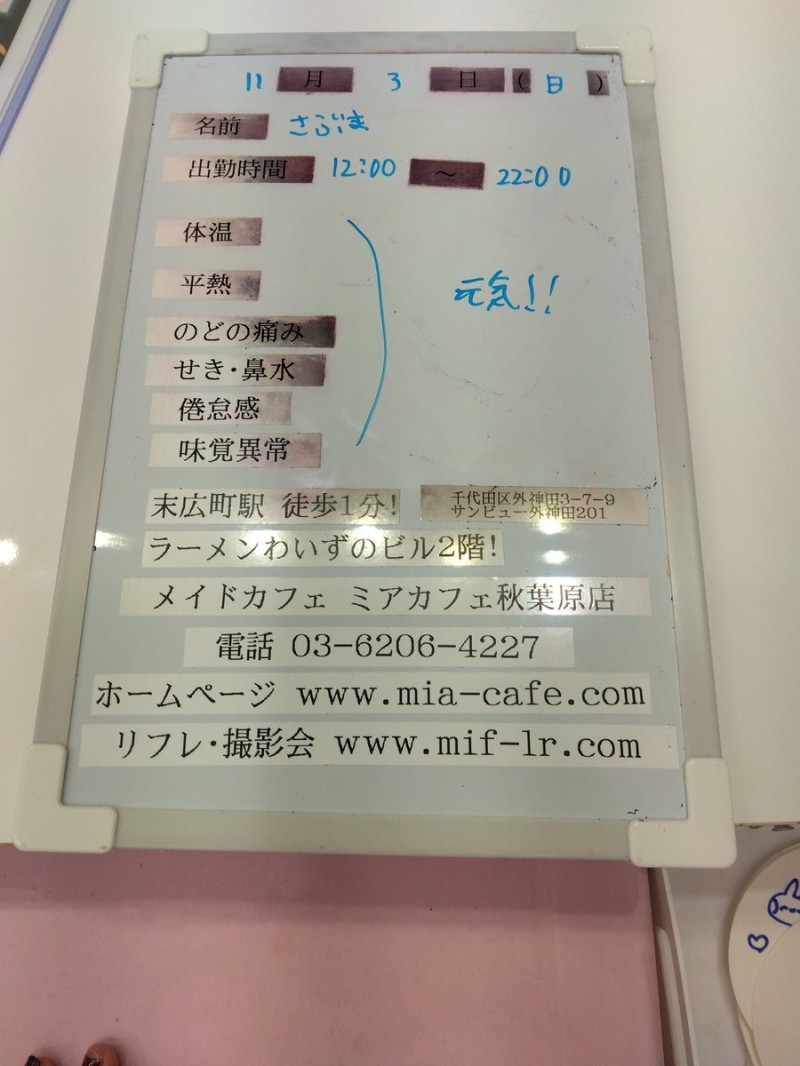 11 月 3 日 ( 日 )
名前
出勤時間 12:00 ～ 22:00
体温
平熱
元気!!
のどの痛み
せき・鼻水
倦怠感
味覚異常
末広町駅 徒歩1分!
千代田区外神田3-7-9
サンビュー外神田201
ラーメンわいずのビル2階!
メイドカフェ ミアカフェ秋葉原店
電話 03-6206-4227
ホームページ www.mia-cafe.com
リフレ・撮影会 www.mif-lr.com